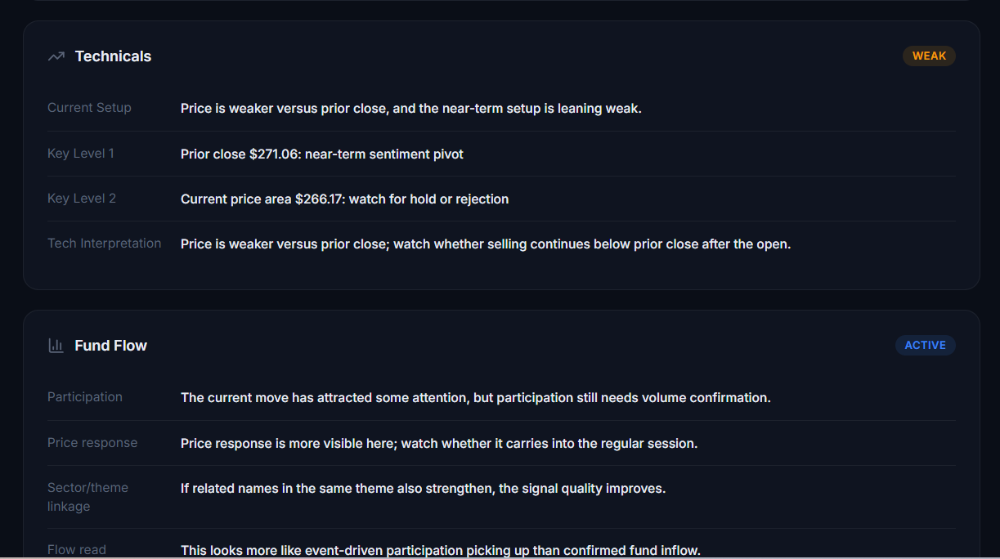 Technicals
WEAK
Current Setup
Price is weaker versus prior close, and the near-term setup is leaning weak.
Key Level 1
Prior close $271.06: near-term sentiment pivot
Key Level 2
Current price area $266.17: watch for hold or rejection
Tech Interpretation
Price is weaker versus prior close; watch whether selling continues below prior close after the open.
Fund Flow
ACTIVE
Participation
The current move has attracted some attention, but participation still needs volume confirmation.
Price response
Price response is more visible here; watch whether it carries into the regular session.
Sector/theme
linkage
If related names in the same theme also strengthen, the signal quality improves.
Flow read
This looks more like event-driven participation picking up than confirmed fund inflow.